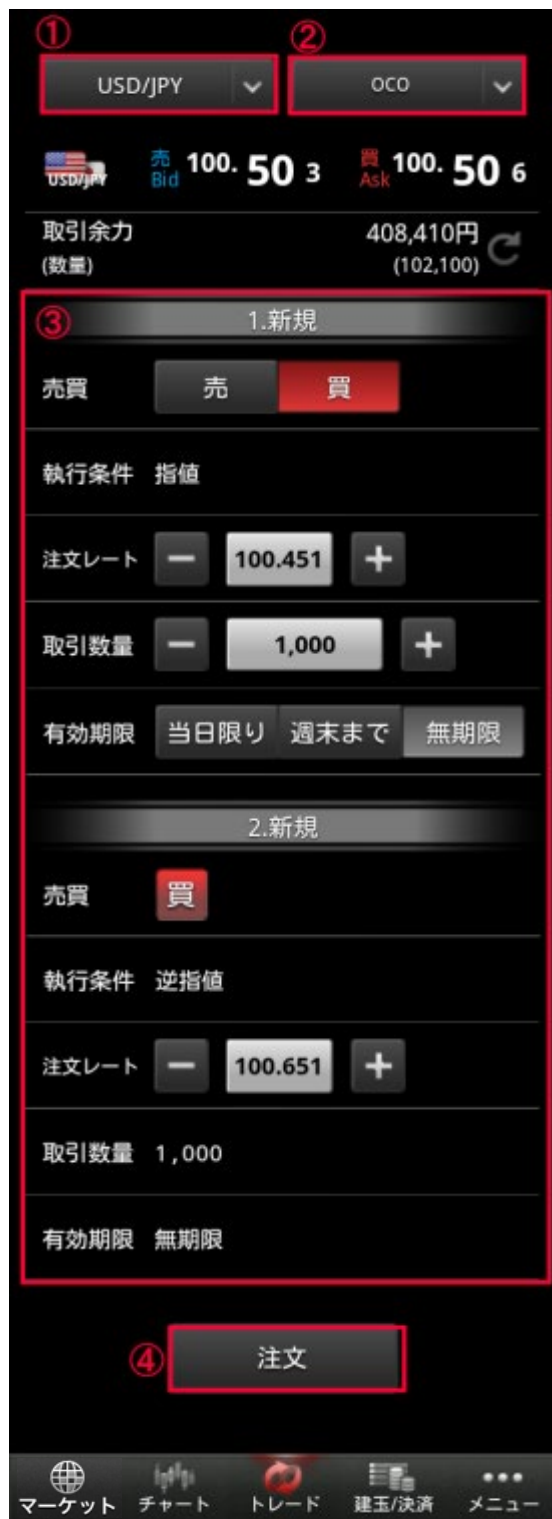 ① ②
USD/JPY OCO
USD/JPY 売 Bid 100. 50 3 買 Ask 100. 50 6
取引余力 408,410円
(数量) (102,100)
③ 1.新規
売買 売 買
執行条件 指値
注文レート － 100.451 ＋
取引数量 － 1,000 ＋
有効期限 当日限り 週末まで 無期限
2.新規
売買 買
執行条件 逆指値
注文レート － 100.651 ＋
取引数量 1,000
有効期限 無期限
④ 注文
マーケット チャート トレード 建玉/決済 メニュー